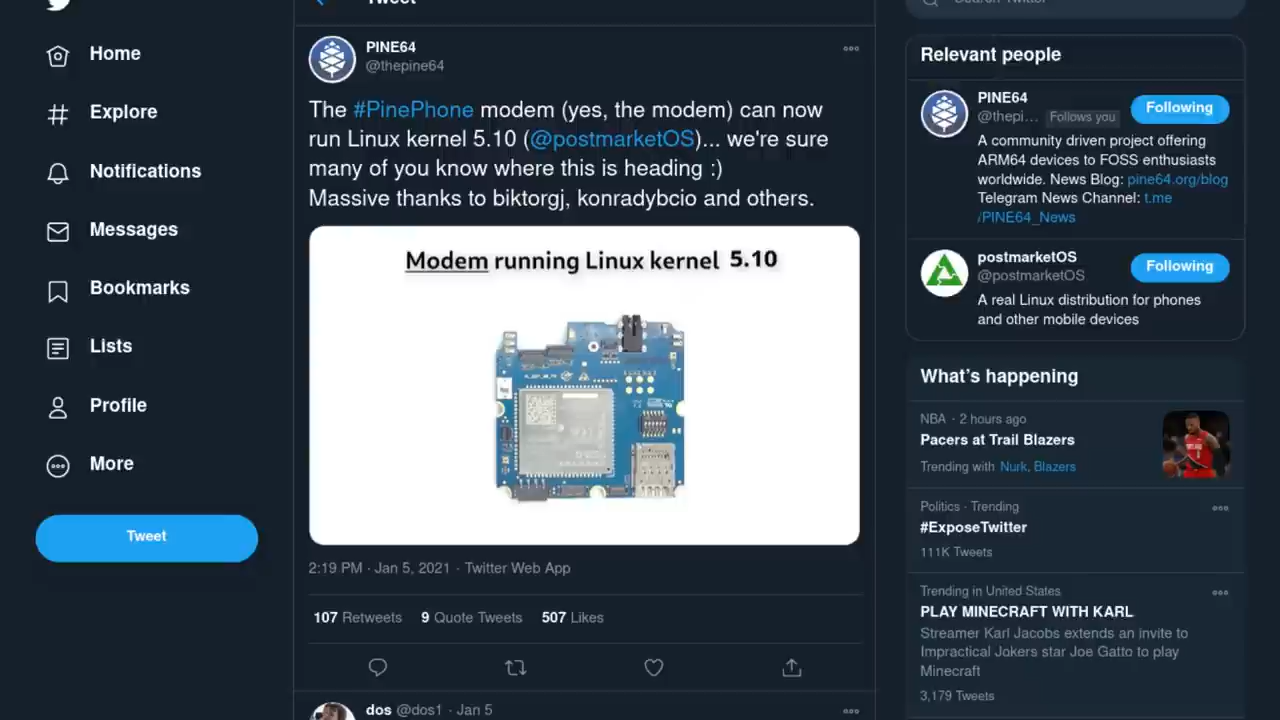 Home
Explore
Notifications
Messages
Bookmarks
Lists
Profile
More
Tweet
Tweet
PINE64
@thepine64
The #PinePhone modem (yes, the modem) can now
run Linux kernel 5.10 (@postmarketOS)... we're sure
many of you know where this is heading :)
Massive thanks to biktorgj, konradybcio and others.
Modem running Linux kernel 5.10
2:19 PM · Jan 5, 2021 · Twitter Web App
107 Retweets 9 Quote Tweets 507 Likes
dos @dos1 · Jan 5
Search Twitter
Relevant people
PINE64
@thepi... Follows you
Following
A community driven project offering
ARM64 devices to FOSS enthusiasts
worldwide. News Blog: pine64.org/blog
Telegram News Channel: t.me
/PINE64_News
postmarketOS
@postmarketOS
Following
A real Linux distribution for phones
and other mobile devices
What's happening
NBA · 2 hours ago
Pacers at Trail Blazers
Trending with Nurk, Blazers
Politics · Trending
#ExposeTwitter
111K Tweets
Trending in United States
PLAY MINECRAFT WITH KARL
Streamer Karl Jacobs extends an invite to
Impractical Jokers star Joe Gatto to play
Minecraft
3,179 Tweets